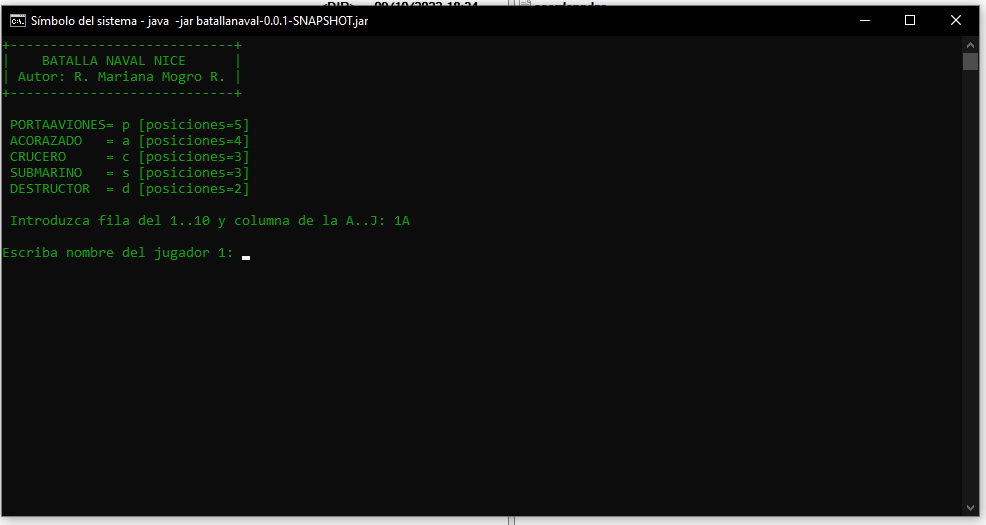 Símbolo del sistema - java -jar batallanaval-0.0.1-SNAPSHOT.jar
+----------------------------+
|    BATALLA NAVAL NICE      |
| Autor: R. Mariana Mogro R. |
+----------------------------+
PORTAAVIONES= p [posiciones=5]
ACORAZADO   = a [posiciones=4]
CRUCERO     = c [posiciones=3]
SUBMARINO   = s [posiciones=3]
DESTRUCTOR  = d [posiciones=2]
Introduzca fila del 1..10 y columna de la A..J: 1A
Escriba nombre del jugador 1: